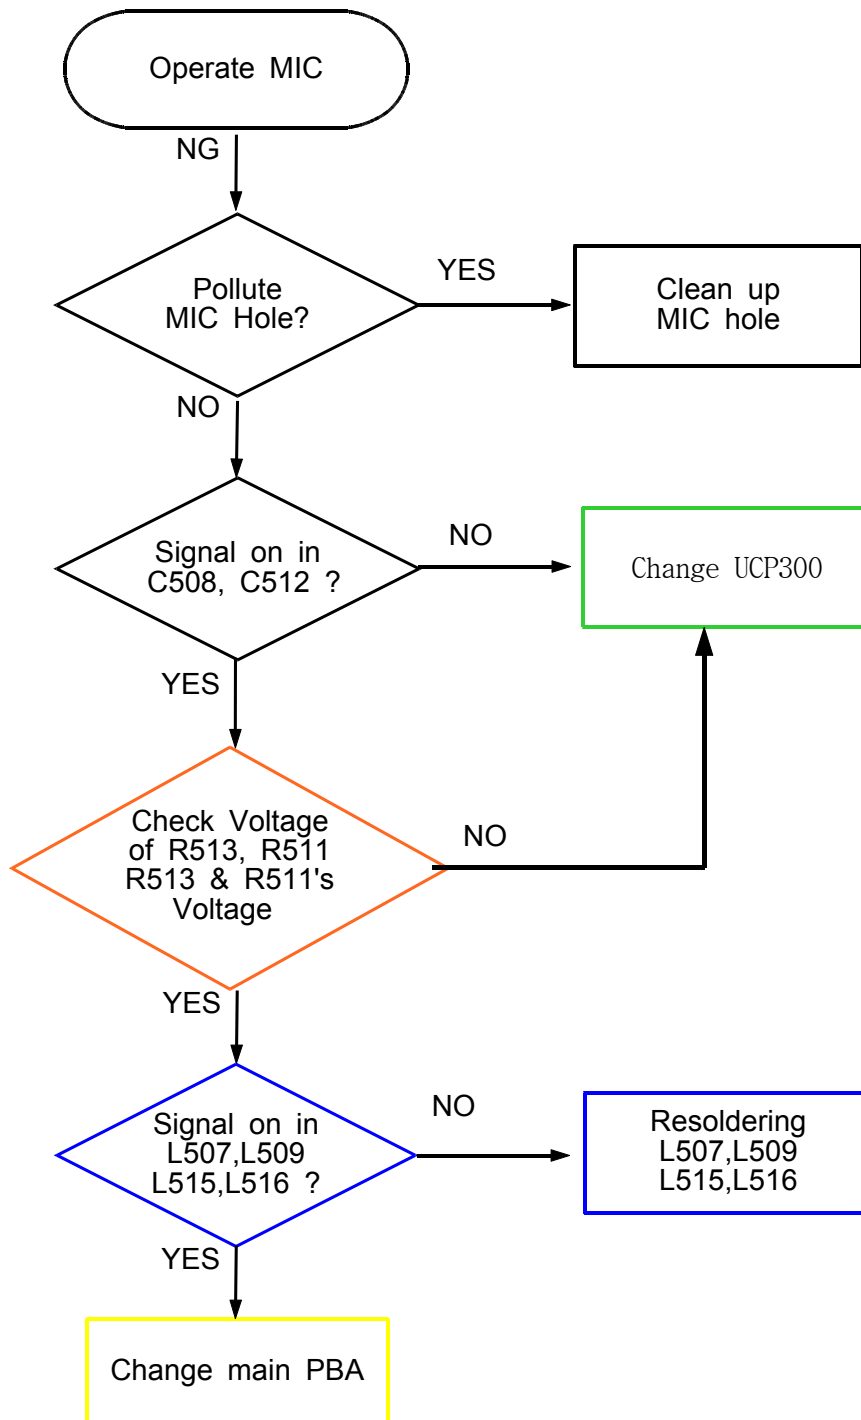 Operate MIC
NG
Pollute
MIC Hole?
YES
Clean up
MIC hole
NO
Signal on in
C508, C512 ?
NO
Change UCP300
YES
Check Voltage
of R513, R511
R513 & R511's
Voltage
NO
YES
Signal on in
L507,L509
L515,L516 ?
NO
Resoldering
L507,L509
L515,L516
YES
Change main PBA